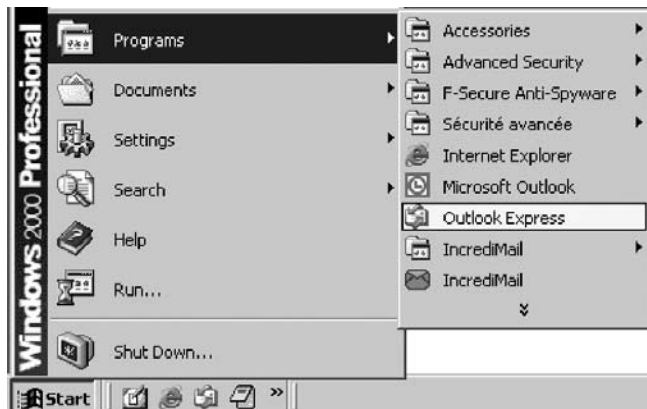 Windows 2000 Professional
Programs
Documents
Settings
Search
Help
Run...
Shut Down...
Accessories
Advanced Security
F-Secure Anti-Spyware
Sécurité avancée
Internet Explorer
Microsoft Outlook
Outlook Express
IncrediMail
IncrediMail
Start